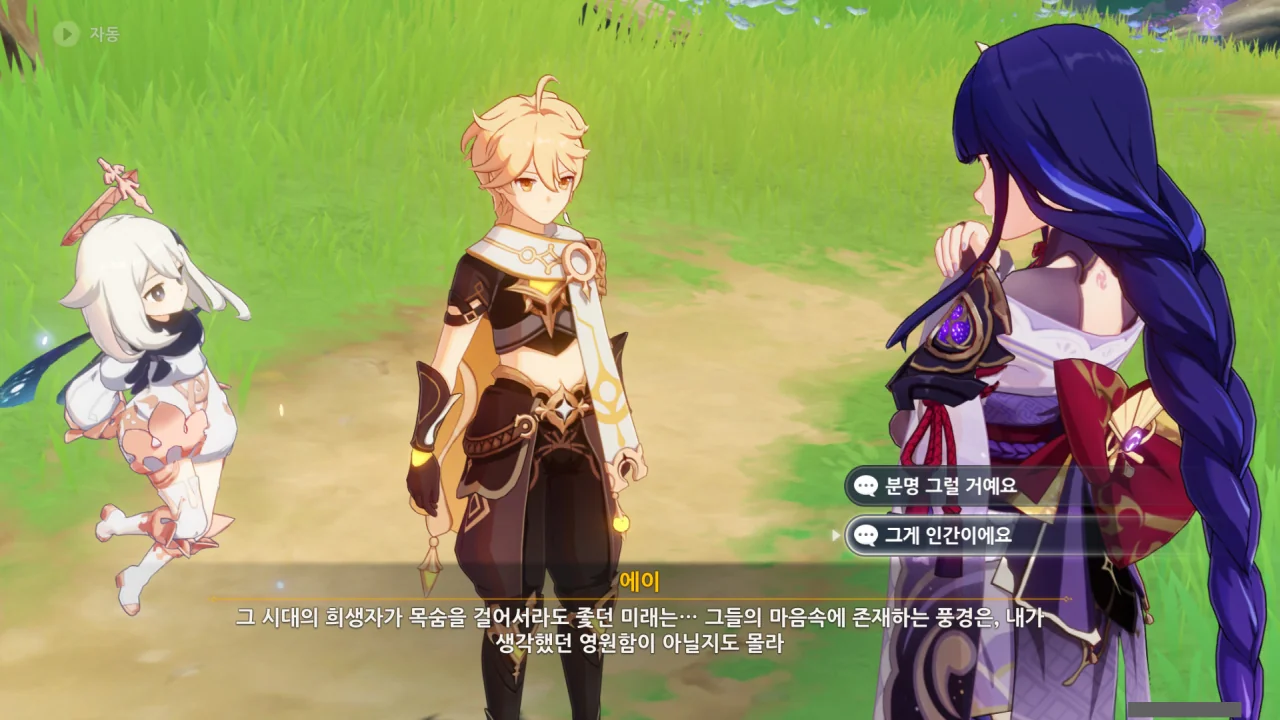 자동
분명 그럴 거예요
그게 인간이에요
에이
그 시대의 희생자가 목숨을 걸어서라도 좇던 미래는… 그들의 마음속에 존재하는 풍경은, 내가
생각했던 영원함이 아닐지도 몰라